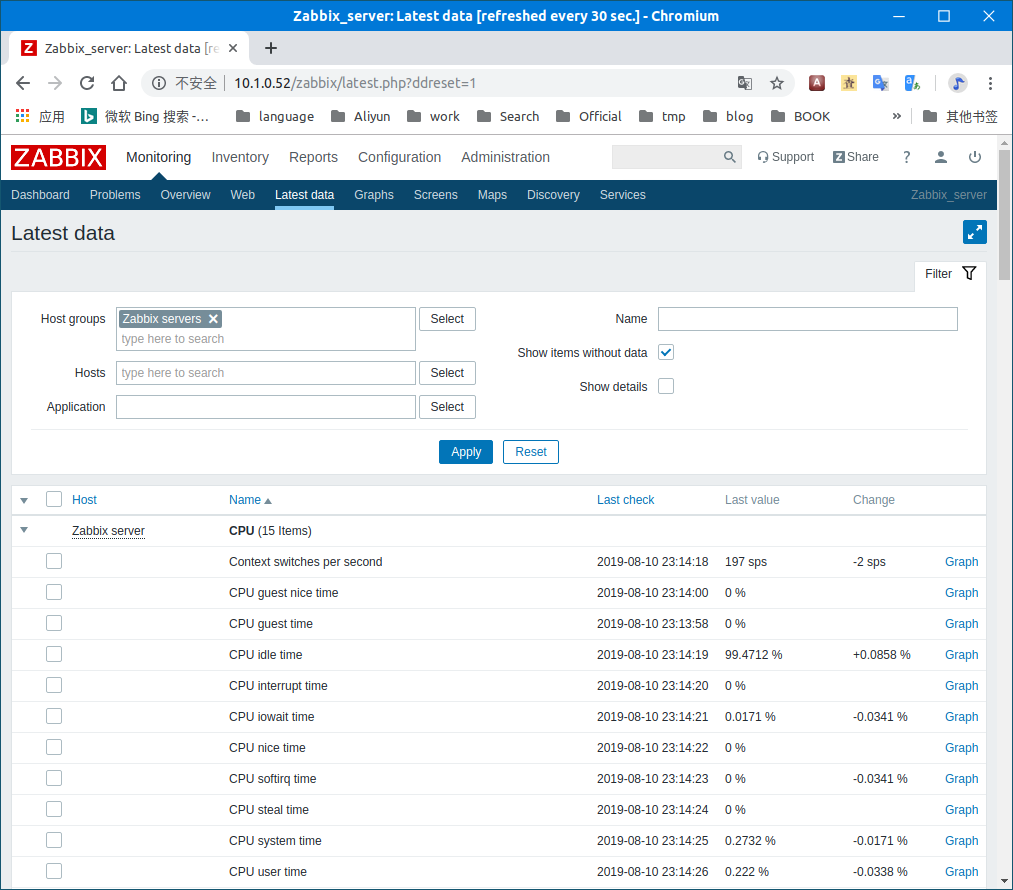 Zabbix_server: Latest data [refreshed every 30 sec.] - Chromium
Z Zabbix_server: Latest data [re
不安全 10.1.0.52/zabbix/latest.php?ddreset=1
应用 微软 Bing 搜索 -... language Aliyun work Search Official tmp blog BOOK » 其他书签
ZABBIX Monitoring Inventory Reports Configuration Administration Support Z Share ?
Dashboard Problems Overview Web Latest data Graphs Screens Maps Discovery Services Zabbix_server
Latest data
Filter
Host groups Zabbix servers Select Name
type here to search
Show items without data
Hosts type here to search Select
Show details
Application Select
Apply Reset
Host Name Last check Last value Change
Zabbix server CPU (15 Items)
Context switches per second 2019-08-10 23:14:18 197 sps -2 sps Graph
CPU guest nice time 2019-08-10 23:14:00 0 % Graph
CPU guest time 2019-08-10 23:13:58 0 % Graph
CPU idle time 2019-08-10 23:14:19 99.4712 % +0.0858 % Graph
CPU interrupt time 2019-08-10 23:14:20 0 % Graph
CPU iowait time 2019-08-10 23:14:21 0.0171 % -0.0341 % Graph
CPU nice time 2019-08-10 23:14:22 0 % Graph
CPU softirq time 2019-08-10 23:14:23 0 % -0.0341 % Graph
CPU steal time 2019-08-10 23:14:24 0 % Graph
CPU system time 2019-08-10 23:14:25 0.2732 % -0.0171 % Graph
CPU user time 2019-08-10 23:14:26 0.222 % -0.0338 % Graph